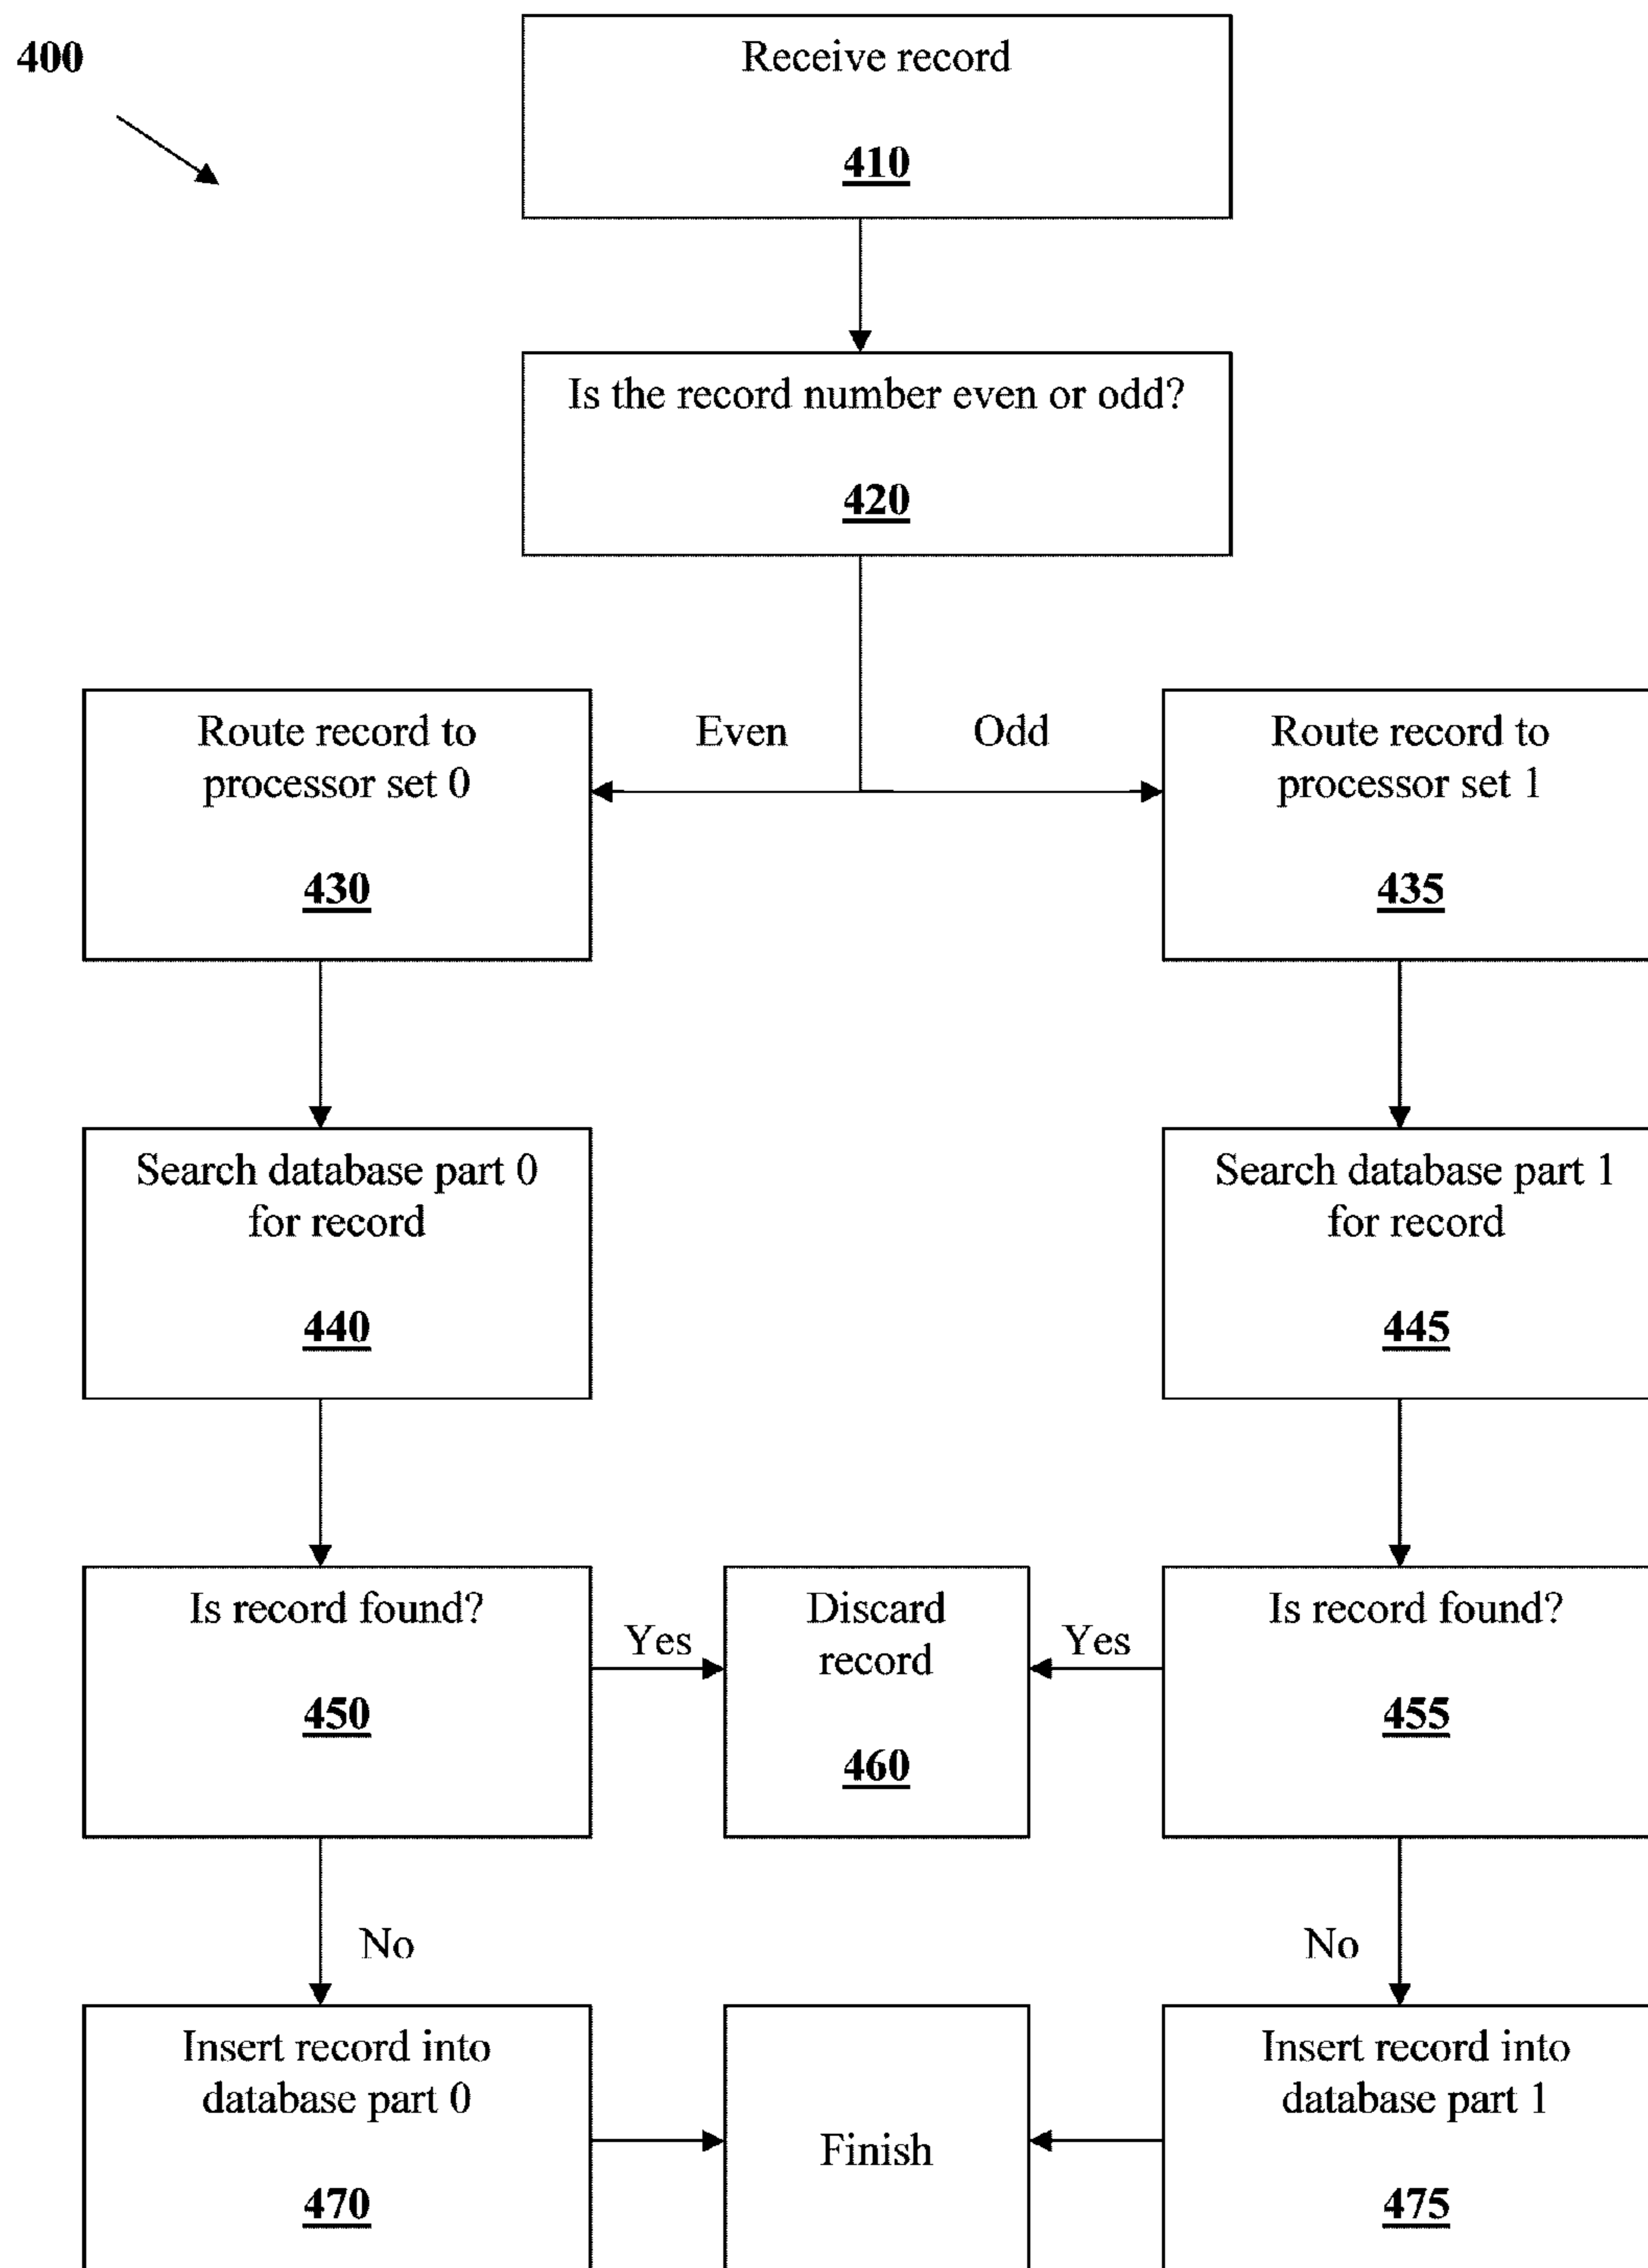 400
Receive record
410
Is the record number even or odd?
420
Route record to
processor set 0
430
Even
Odd
Route record to
processor set 1
435
Search database part 0
for record
440
Search database part 1
for record
445
Is record found?
450
Yes
Discard
record
460
Yes
Is record found?
455
No
No
Insert record into
database part 0
470
Finish
Insert record into
database part 1
475